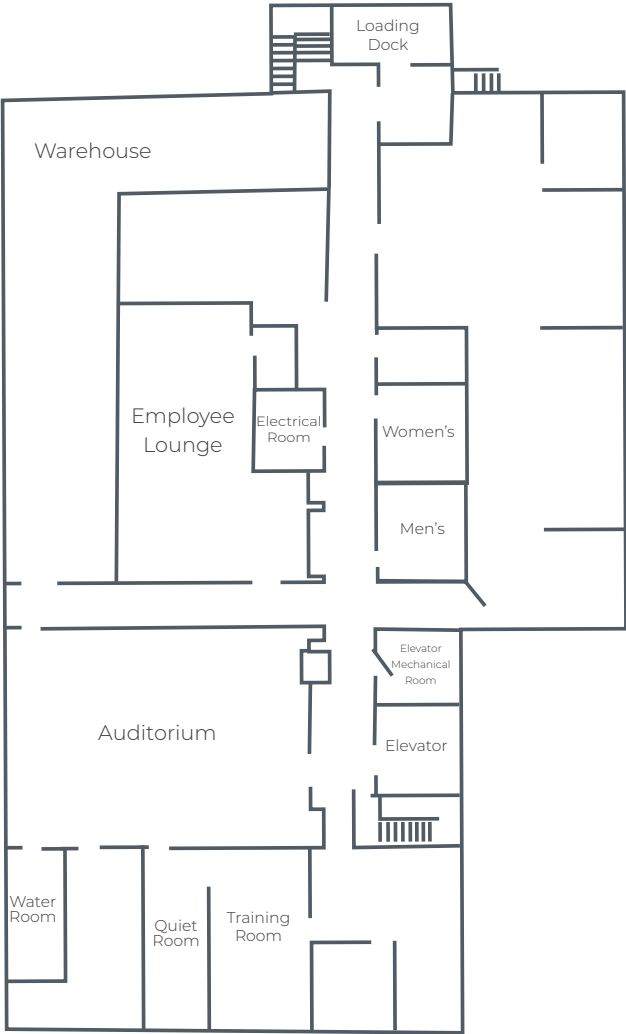 Loading
Dock
Warehouse
Employee
Lounge
Electrical
Room
Women's
Men's
Elevator
Mechanical
Room
Auditorium
Elevator
Water
Room
Quiet
Room
Training
Room